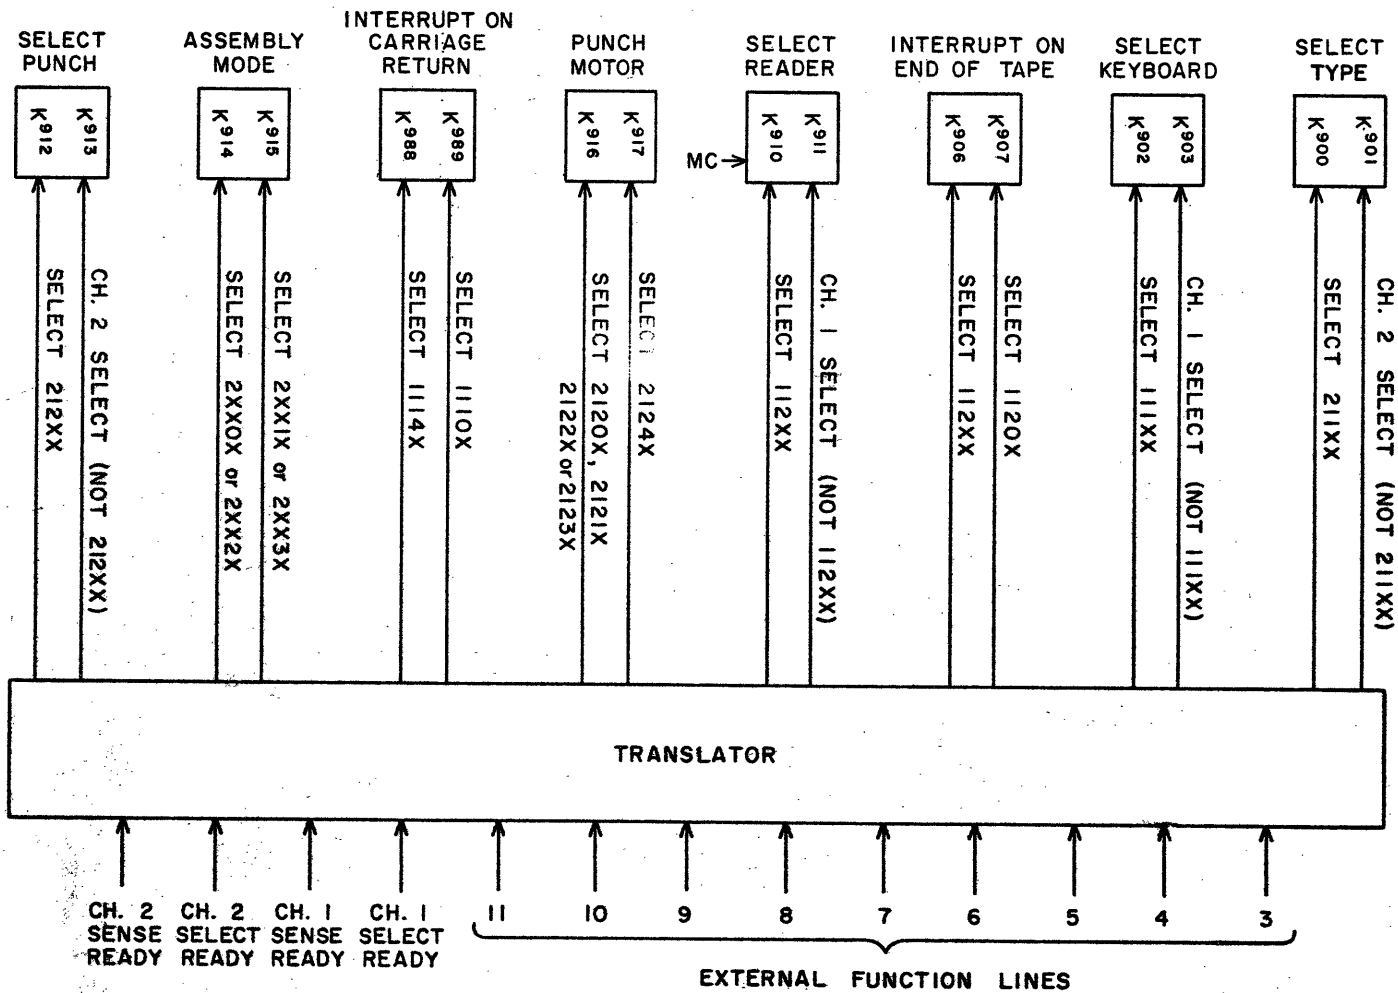 SELECT
PUNCH
ASSEMBLY
MODE
INTERRUPT ON
CARRIAGE
RETURN
PUNCH
MOTOR
SELECT
READER
INTERRUPT ON
END OF TAPE
SELECT
KEYBOARD
SELECT
TYPE
K912
K913
K914
K915
K988
K989
K916
K917
MC
K910
K911
K906
K907
K902
K903
K900
K901
SELECT 212XX
CH. 2 SELECT (NOT 212XX)
SELECT 2XX0X or 2XX2X
SELECT 2XX1X or 2XX3X
SELECT 1114X
SELECT 1110X
SELECT 2120X, 2121X
2122X or 2123X
SELECT 2124X
SELECT 112XX
CH. 1 SELECT (NOT 112XX)
SELECT 112XX
SELECT 1120X
SELECT 111XX
CH. 1 SELECT (NOT 111XX)
SELECT 211XX
CH. 2 SELECT (NOT 211XX)
TRANSLATOR
CH. 2
SENSE
READY
CH. 2
SELECT
READY
CH. 1
SENSE
READY
CH. 1
SELECT
READY
11
10
9
8
7
6
5
4
3
EXTERNAL FUNCTION LINES